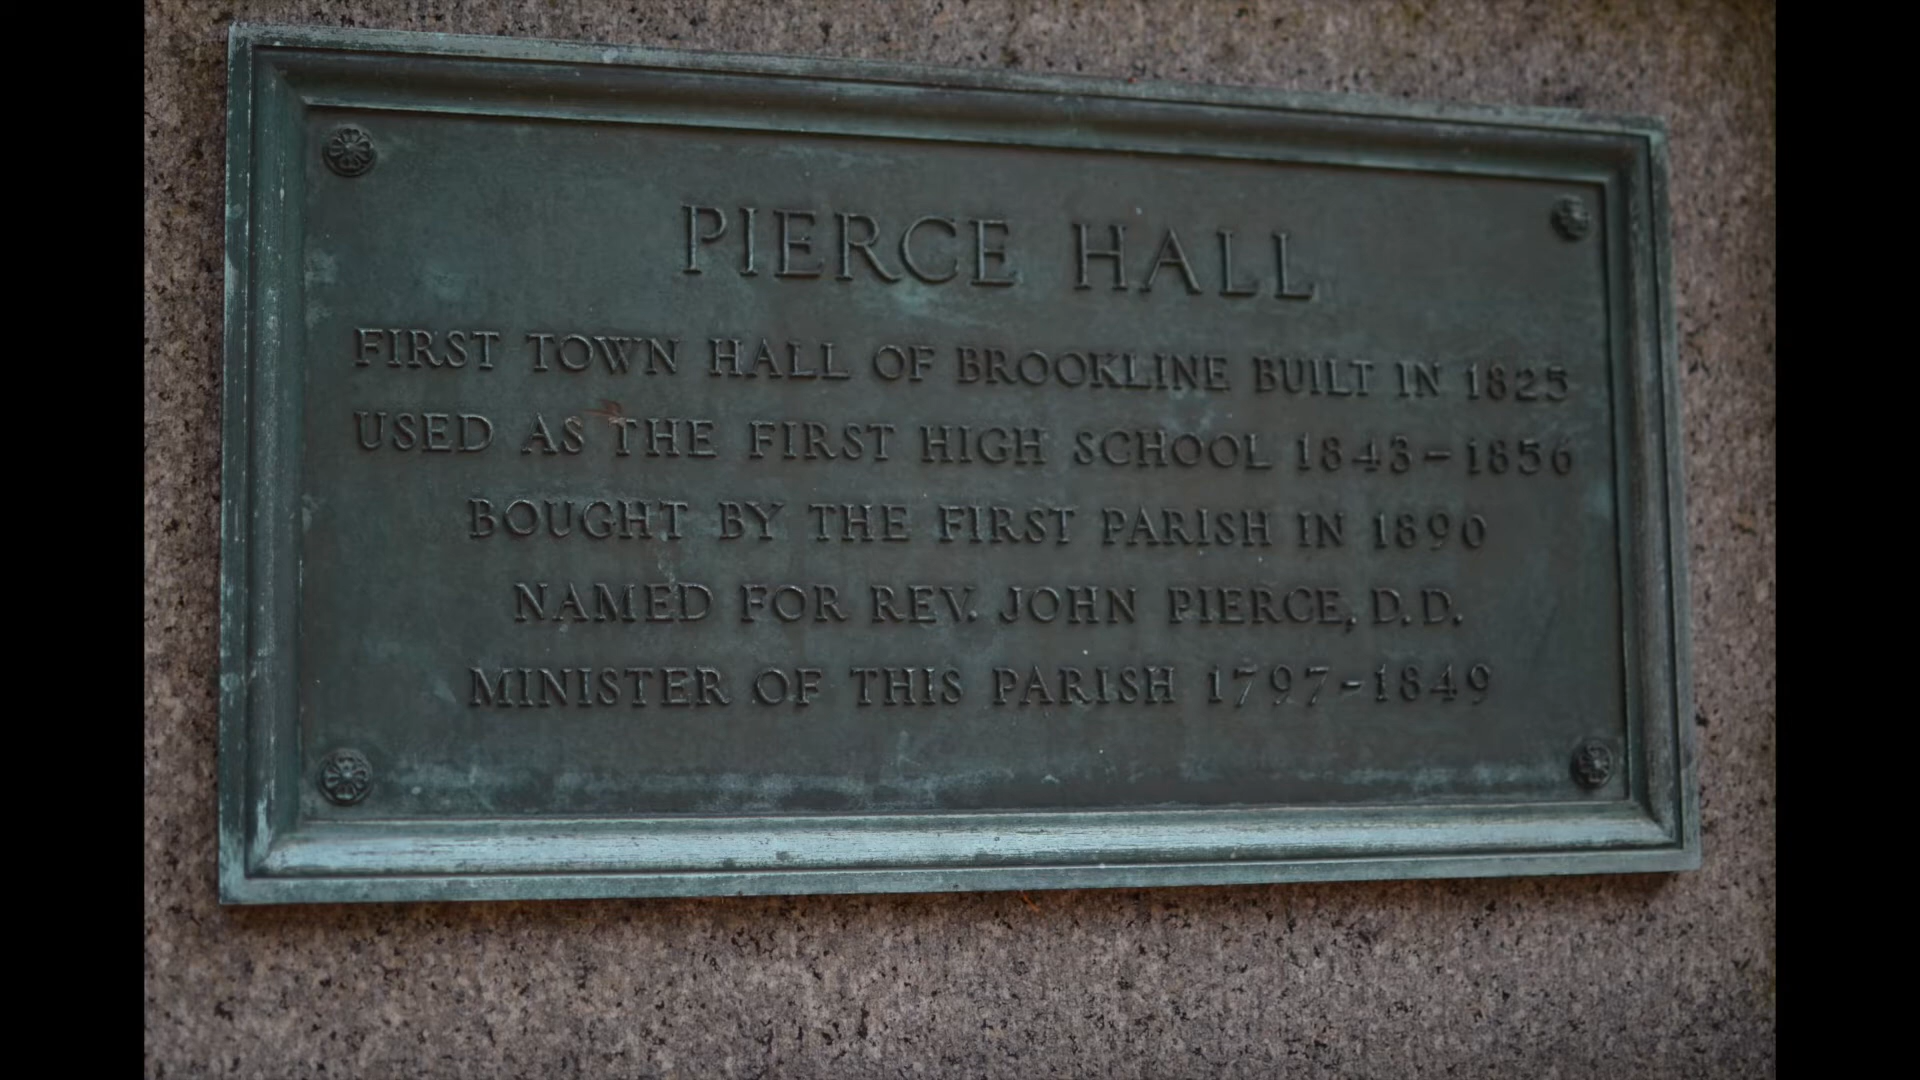 PIERCE HALL
FIRST TOWN HALL OF BROOKLINE BUILT IN 1825
USED AS THE FIRST HIGH SCHOOL 1843-1856
BOUGHT BY THE FIRST PARISH IN 1890
NAMED FOR REV. JOHN PIERCE, D.D.
MINISTER OF THIS PARISH 1797-1849